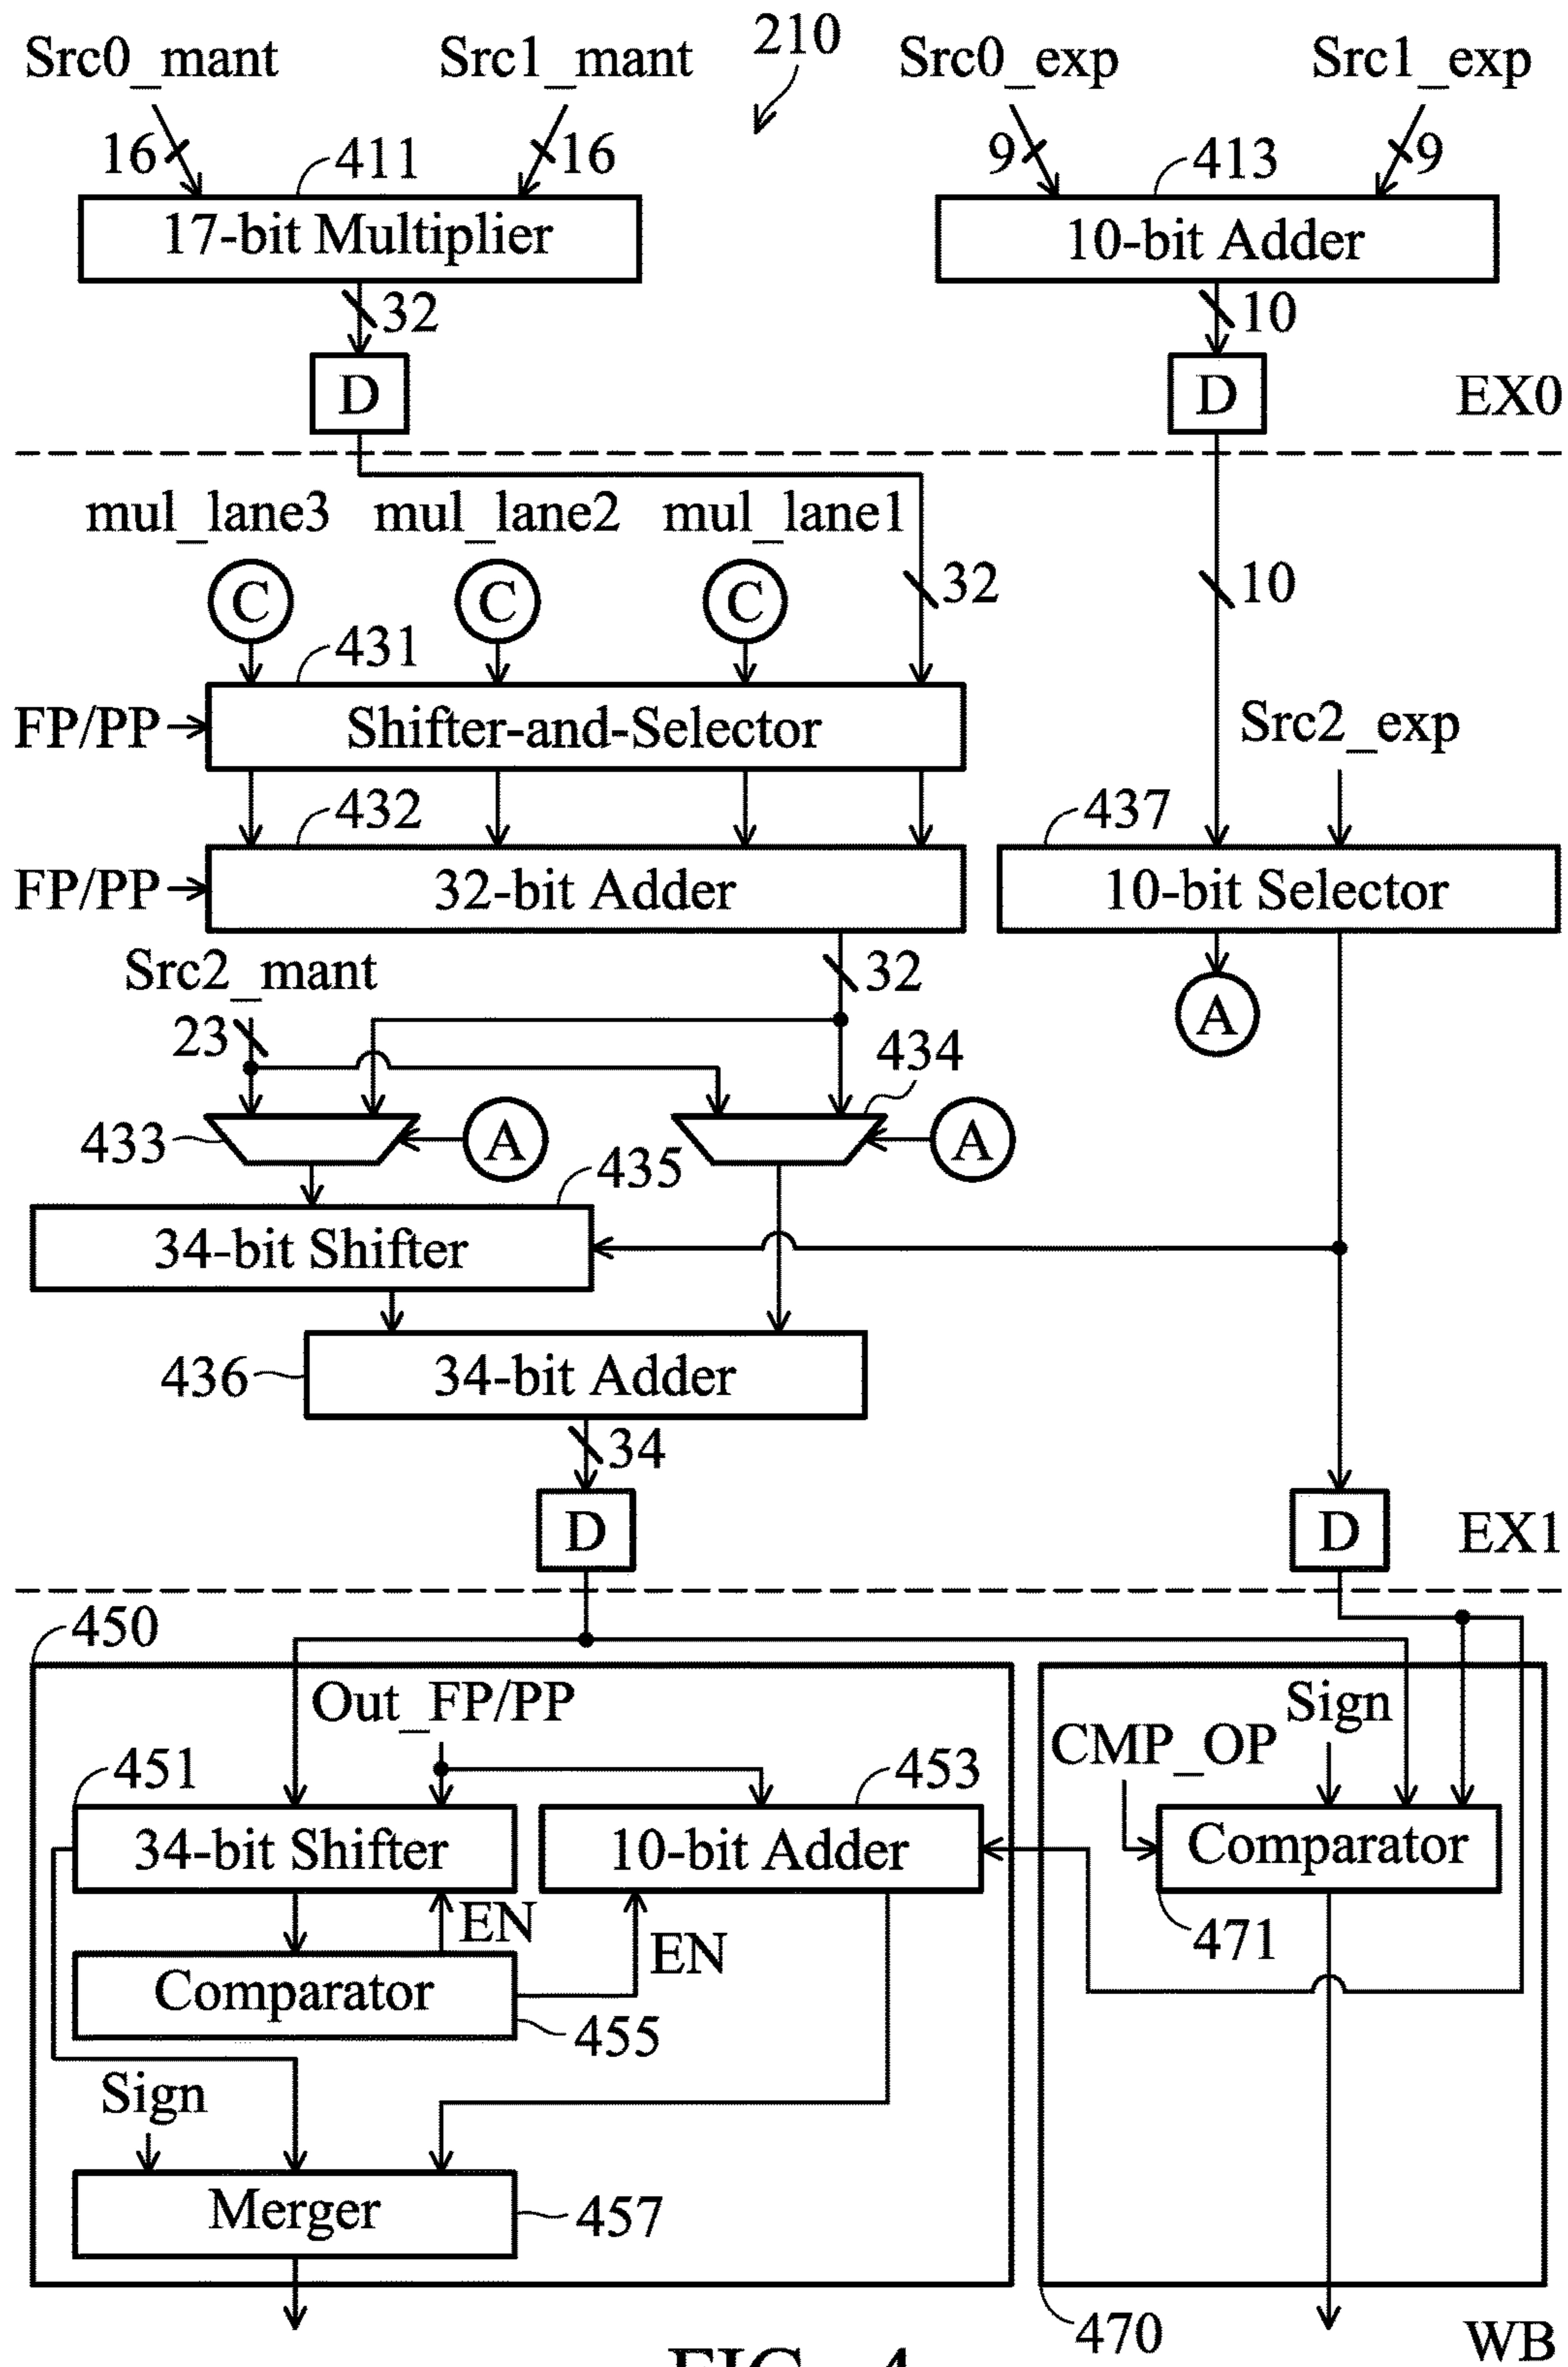 210
Src0_mant
Src1_mant
Src0_exp
Src1_exp
16
16
411
9
9
413
17-bit Multiplier
10-bit Adder
32
10
D
D
EX0
mul_lane3
mul_lane2
mul_lane1
C
C
C
32
10
431
FP/PP
Shifter-and-Selector
Src2_exp
432
437
FP/PP
32-bit Adder
10-bit Selector
Src2_mant
32
23
A
434
433
A
A
435
34-bit Shifter
436
34-bit Adder
34
D
D
EX1
450
Out_FP/PP
Sign
CMP_OP
451
453
34-bit Shifter
10-bit Adder
Comparator
EN
EN
471
Comparator
455
Sign
Merger
457
470
WB
FIG. 4